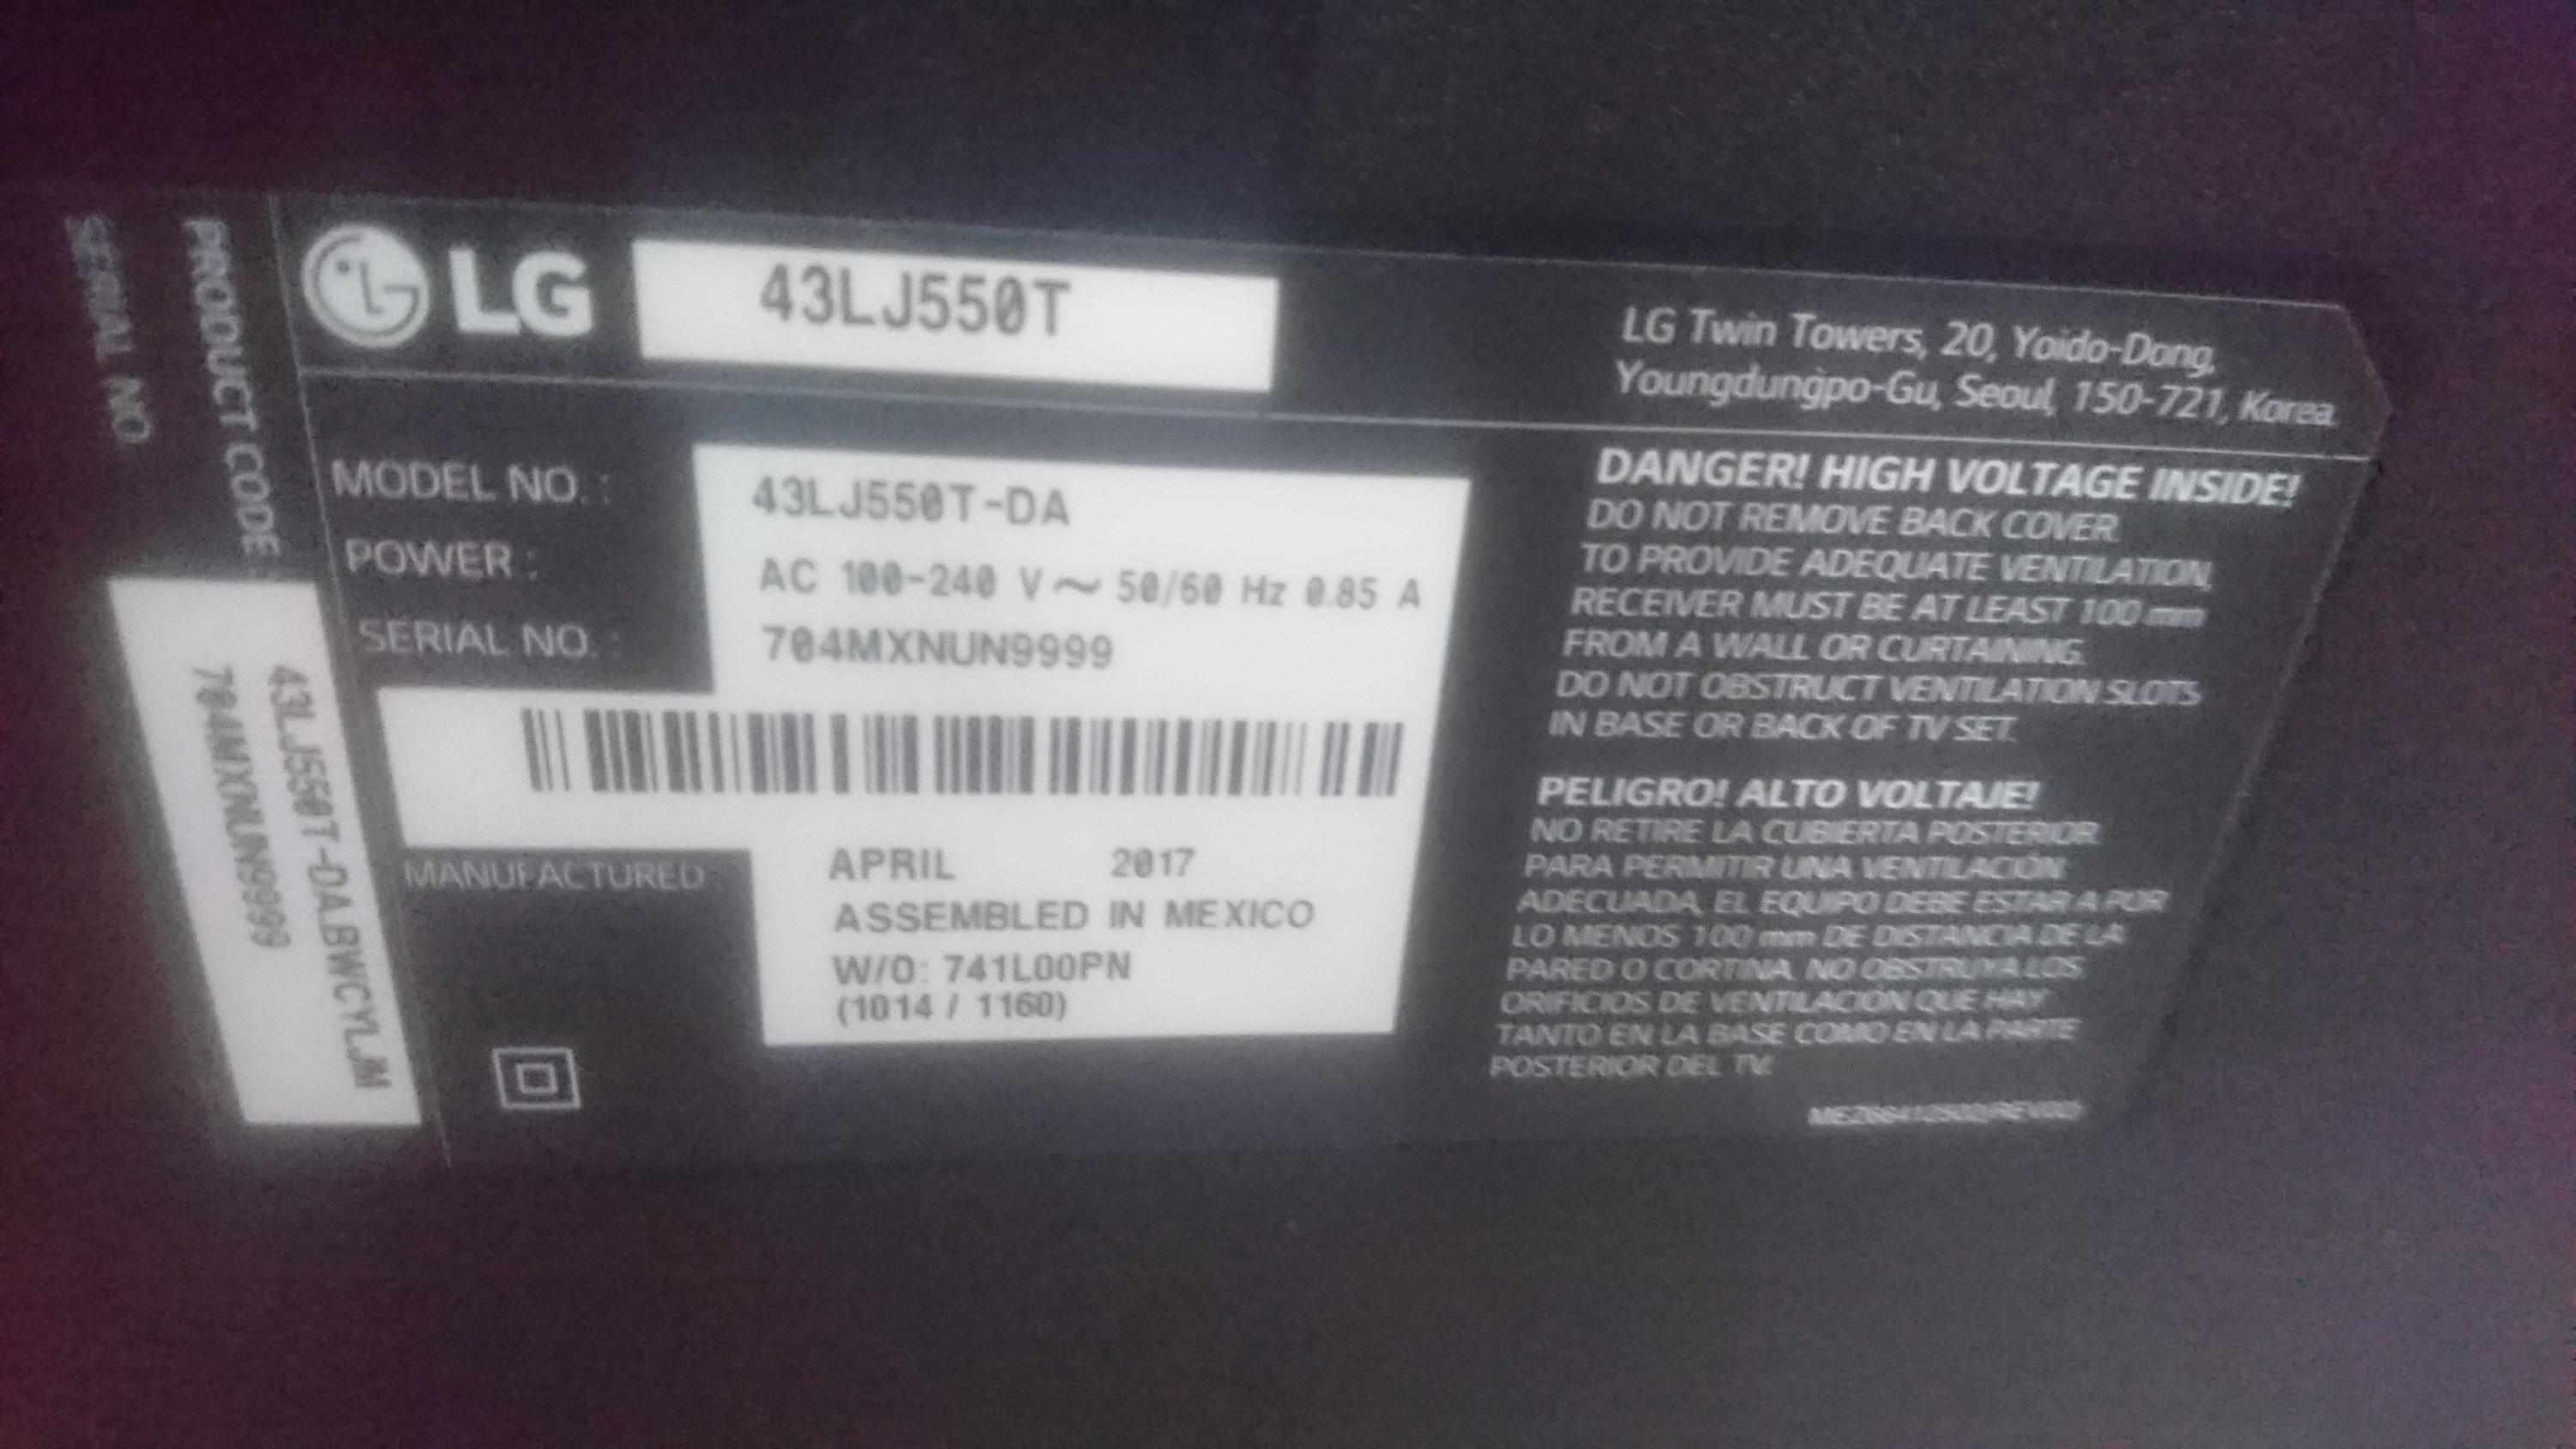 LG 43LJ550T
LG Twin Towers, 20, Yoido-Dong,
Youngdungpo-Gu, Seoul, 150-721, Korea.
MODEL NO. : 43LJ550T-DA
POWER : AC 100-240 V ~ 50/60 Hz 0.85 A
SERIAL NO. : 704MXNUN9999
MANUFACTURED : APRIL 2017
ASSEMBLED IN MEXICO
W/O: 741L00PN
(1014 / 1160)
DANGER! HIGH VOLTAGE INSIDE!
DO NOT REMOVE BACK COVER.
TO PROVIDE ADEQUATE VENTILATION,
RECEIVER MUST BE AT LEAST 100 mm
FROM A WALL OR CURTAINING.
DO NOT OBSTRUCT VENTILATION SLOTS
IN BASE OR BACK OF TV SET.
PELIGRO! ALTO VOLTAJE!
NO RETIRE LA CUBIERTA POSTERIOR.
PARA PERMITIR UNA VENTILACIÓN
ADECUADA, EL EQUIPO DEBE ESTAR A POR
LO MENOS 100 mm DE DISTANCIA DE LA
PARED O CORTINA. NO OBSTRUYA LOS
ORIFICIOS DE VENTILACIÓN QUE HAY
TANTO EN LA BASE COMO EN LA PARTE
POSTERIOR DEL TV.
PRODUCT CODE : 43LJ550T-DA.BWCYLJM
SERIAL NO 704MXNUN9999